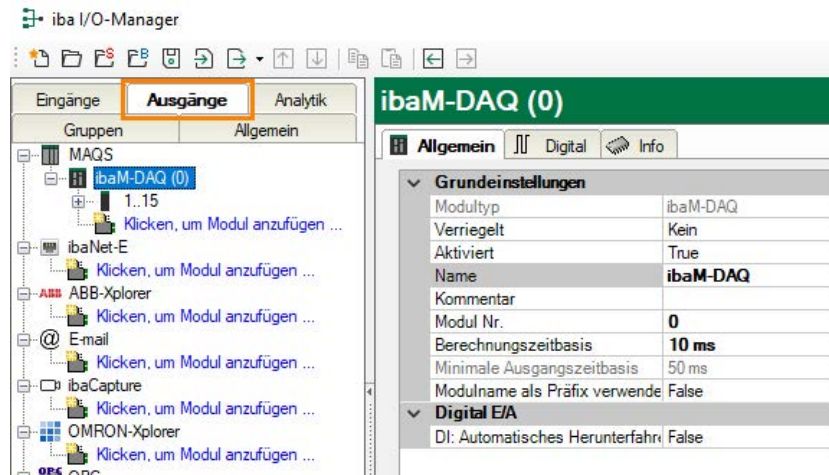 iba I/O-Manager
Eingänge Ausgänge Analytik
Gruppen Allgemein
MAQS
ibaM-DAQ (0)
1..15
Klicken, um Modul anzufügen ...
ibaNet-E
Klicken, um Modul anzufügen ...
ABB ABB-Xplorer
Klicken, um Modul anzufügen ...
@ E-mail
Klicken, um Modul anzufügen ...
ibaCapture
Klicken, um Modul anzufügen ...
OMRON-Xplorer
Klicken, um Modul anzufügen ...
ibaM-DAQ (0)
Allgemein Digital Info
Grundeinstellungen
Modultyp ibaM-DAQ
Verriegelt Kein
Aktiviert True
Name ibaM-DAQ
Kommentar
Modul Nr. 0
Berechnungszeitbasis 10 ms
Minimale Ausgangszeitbasis 50 ms
Modulname als Präfix verwende False
Digital E/A
DI: Automatisches Herunterfahre False